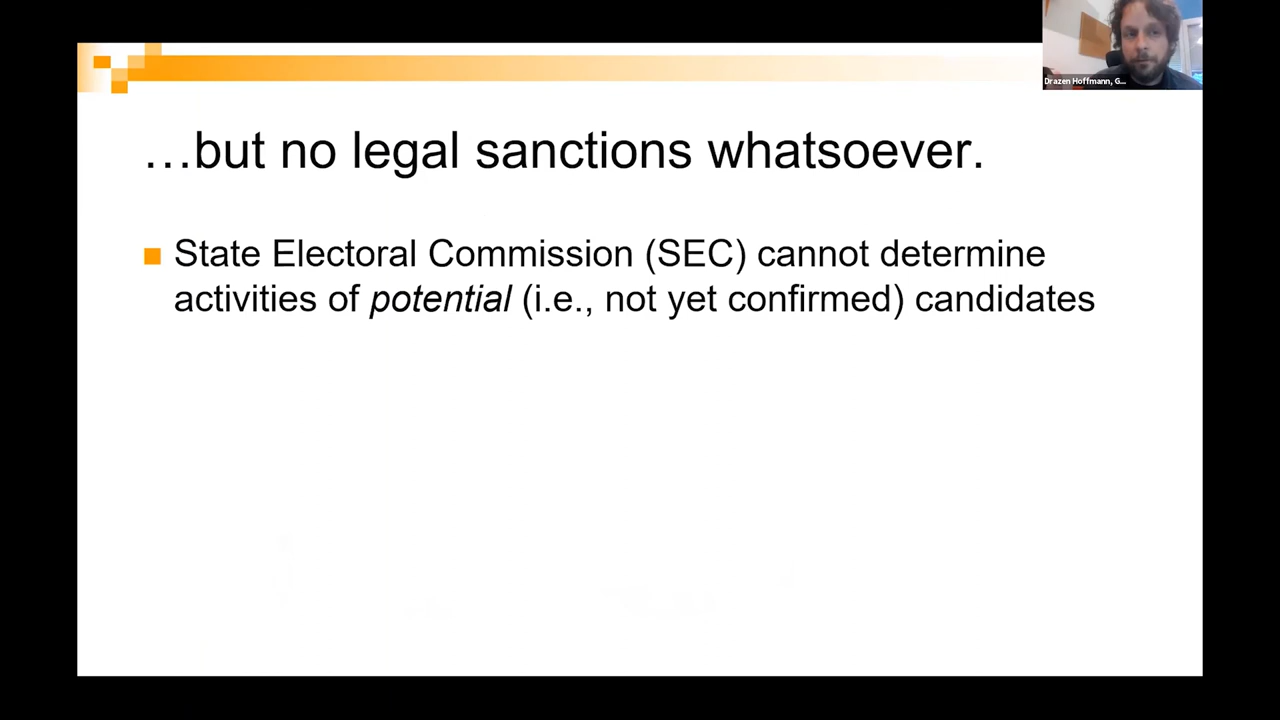 Drazen Hoffmann, G...
…but no legal sanctions whatsoever.
State Electoral Commission (SEC) cannot determine
activities of potential (i.e., not yet confirmed) candidates